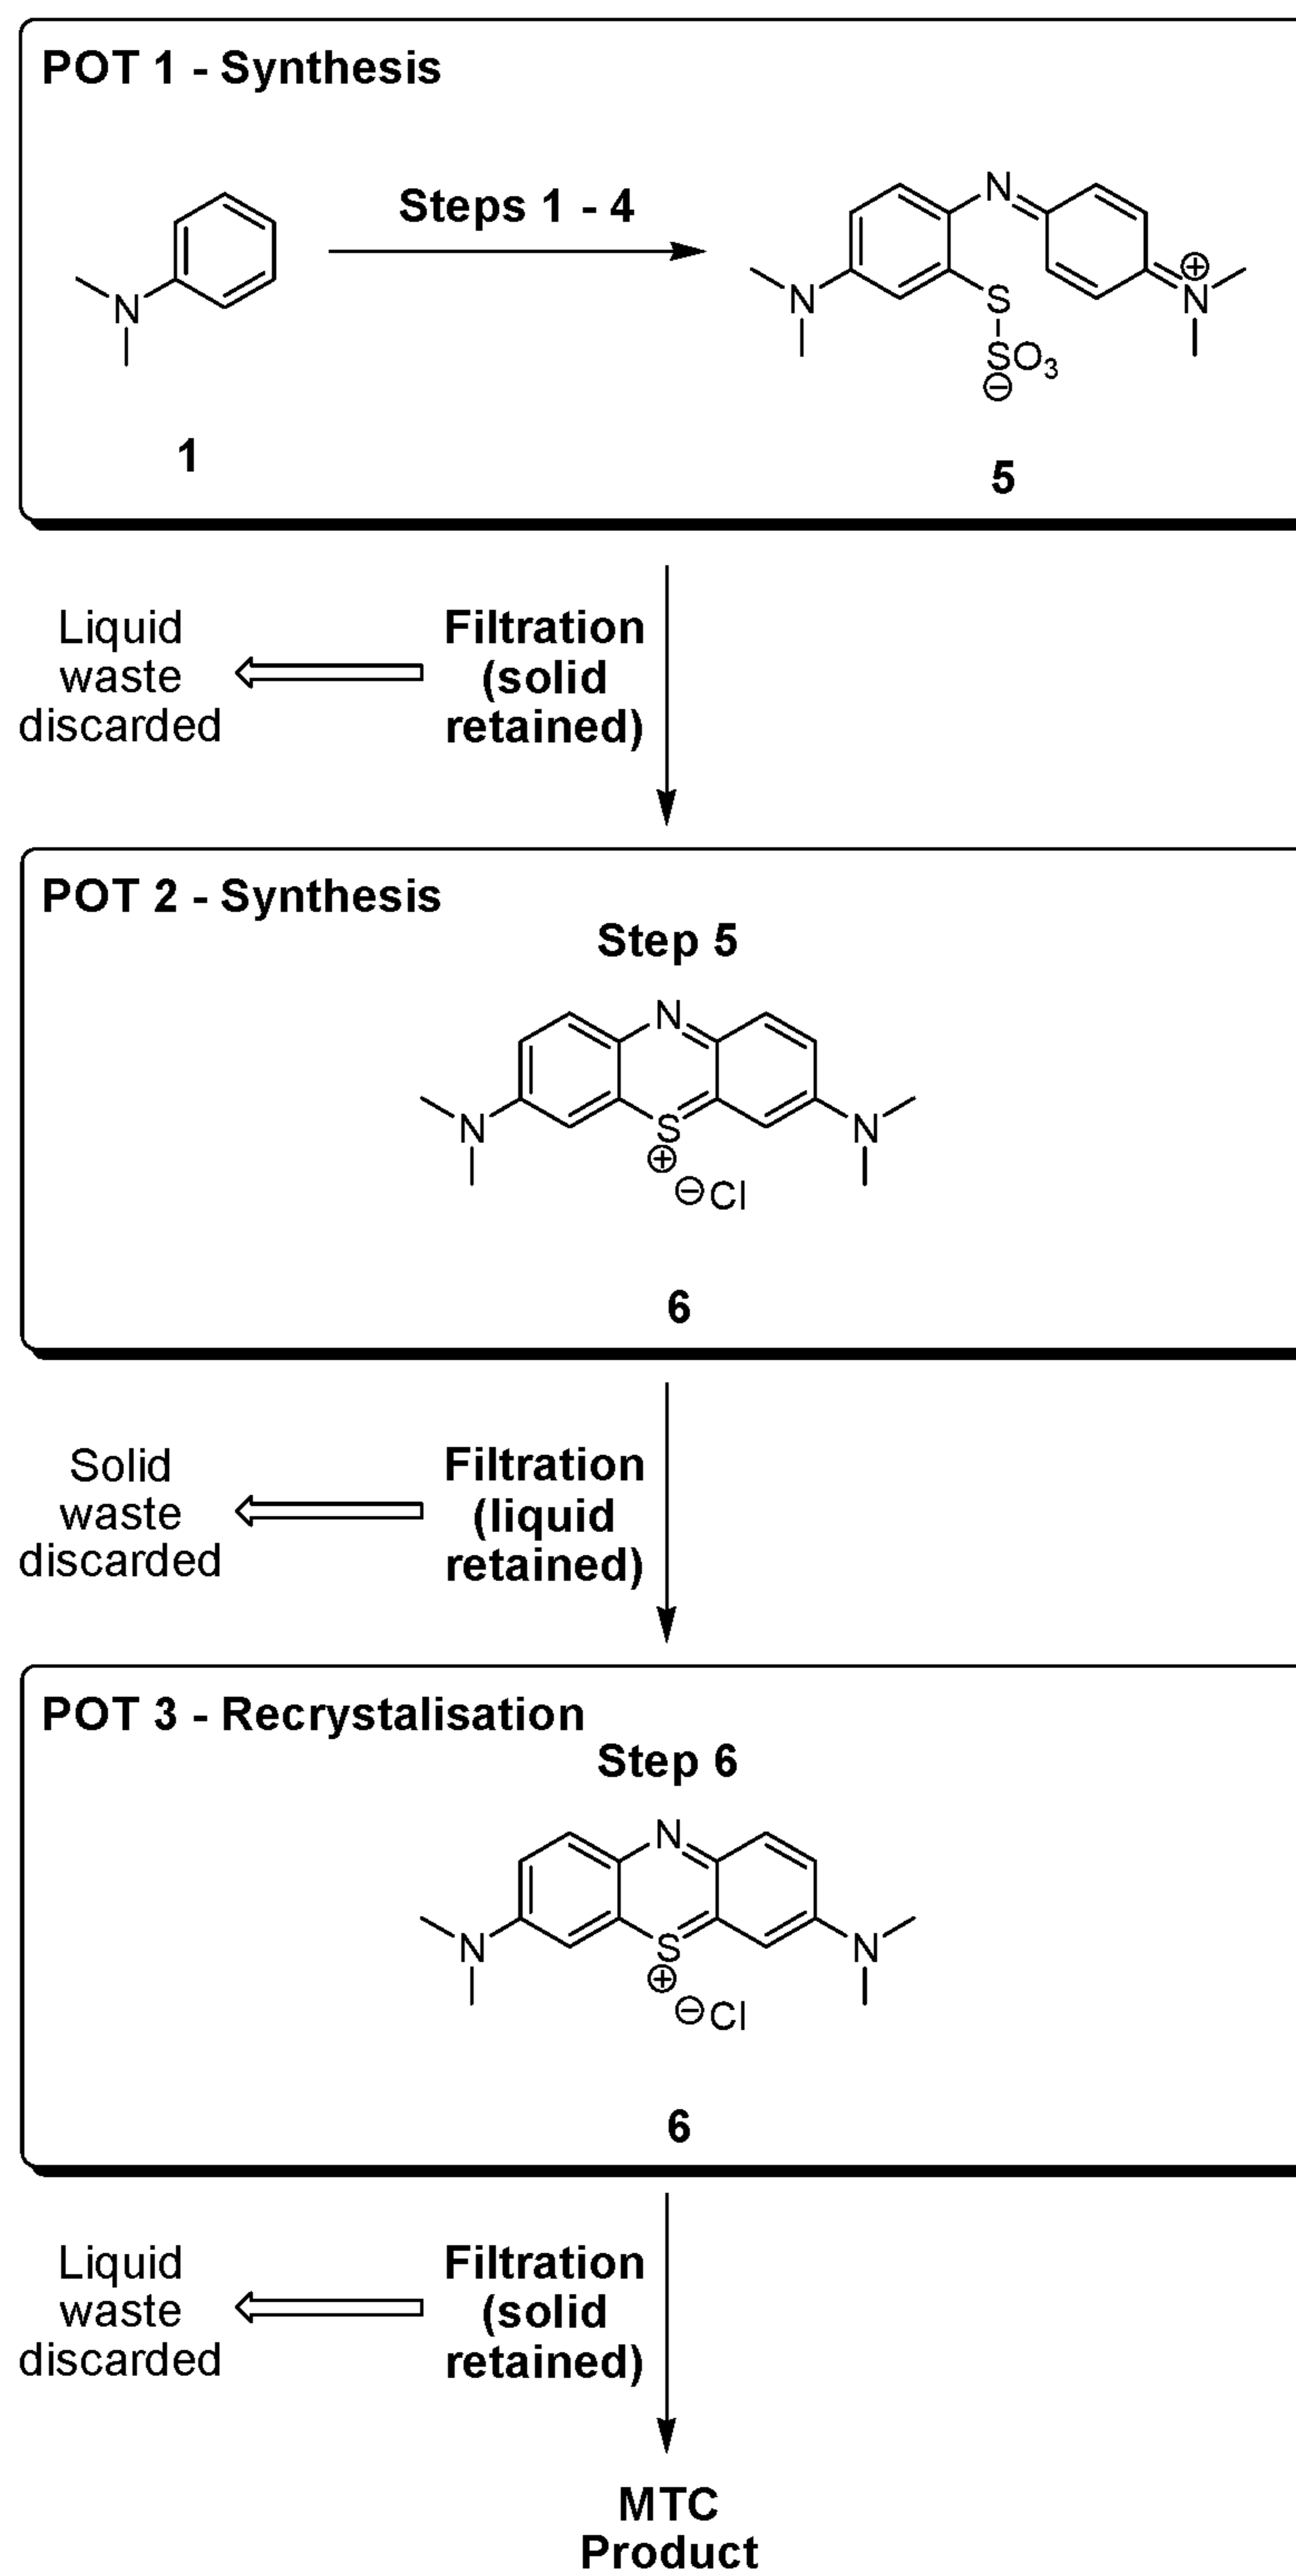 POT 1 - Synthesis
Steps 1 - 4
N
N
N
⊕
S
SO3
⊖
1
5
Liquid
waste
discarded
Filtration
(solid
retained)
POT 2 - Synthesis
Step 5
N
N
S
N
⊕
⊖Cl
6
Solid
waste
discarded
Filtration
(liquid
retained)
POT 3 - Recrystalisation
Step 6
N
N
S
N
⊕
⊖Cl
6
Liquid
waste
discarded
Filtration
(solid
retained)
MTC
Product